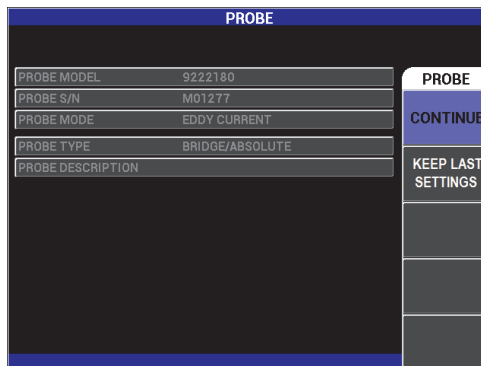 PROBE
PROBE MODEL 9222180
PROBE S/N M01277
PROBE MODE EDDY CURRENT
PROBE TYPE BRIDGE/ABSOLUTE
PROBE DESCRIPTION
PROBE
CONTINUE
KEEP LAST
SETTINGS